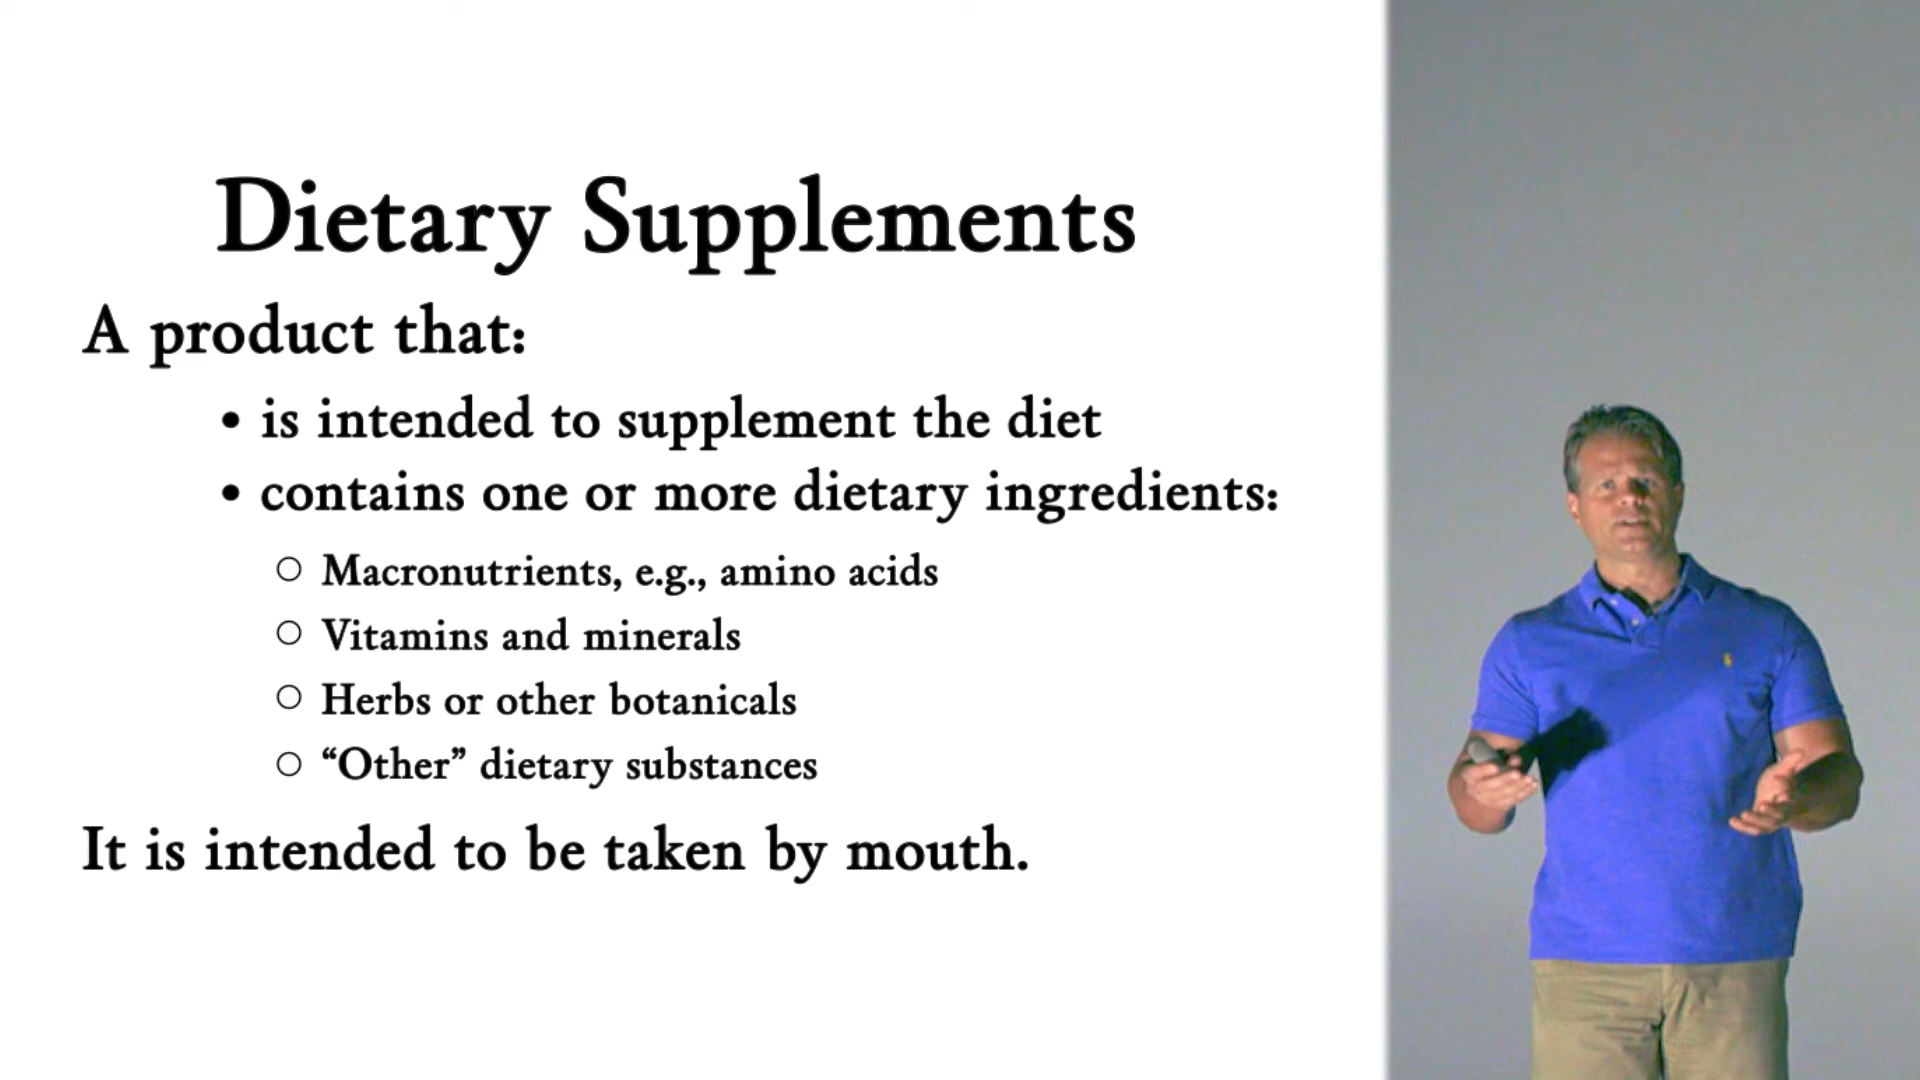 Dietary Supplements
A product that:
• is intended to supplement the diet
• contains one or more dietary ingredients:
○ Macronutrients, e.g., amino acids
○ Vitamins and minerals
○ Herbs or other botanicals
○ “Other” dietary substances
It is intended to be taken by mouth.